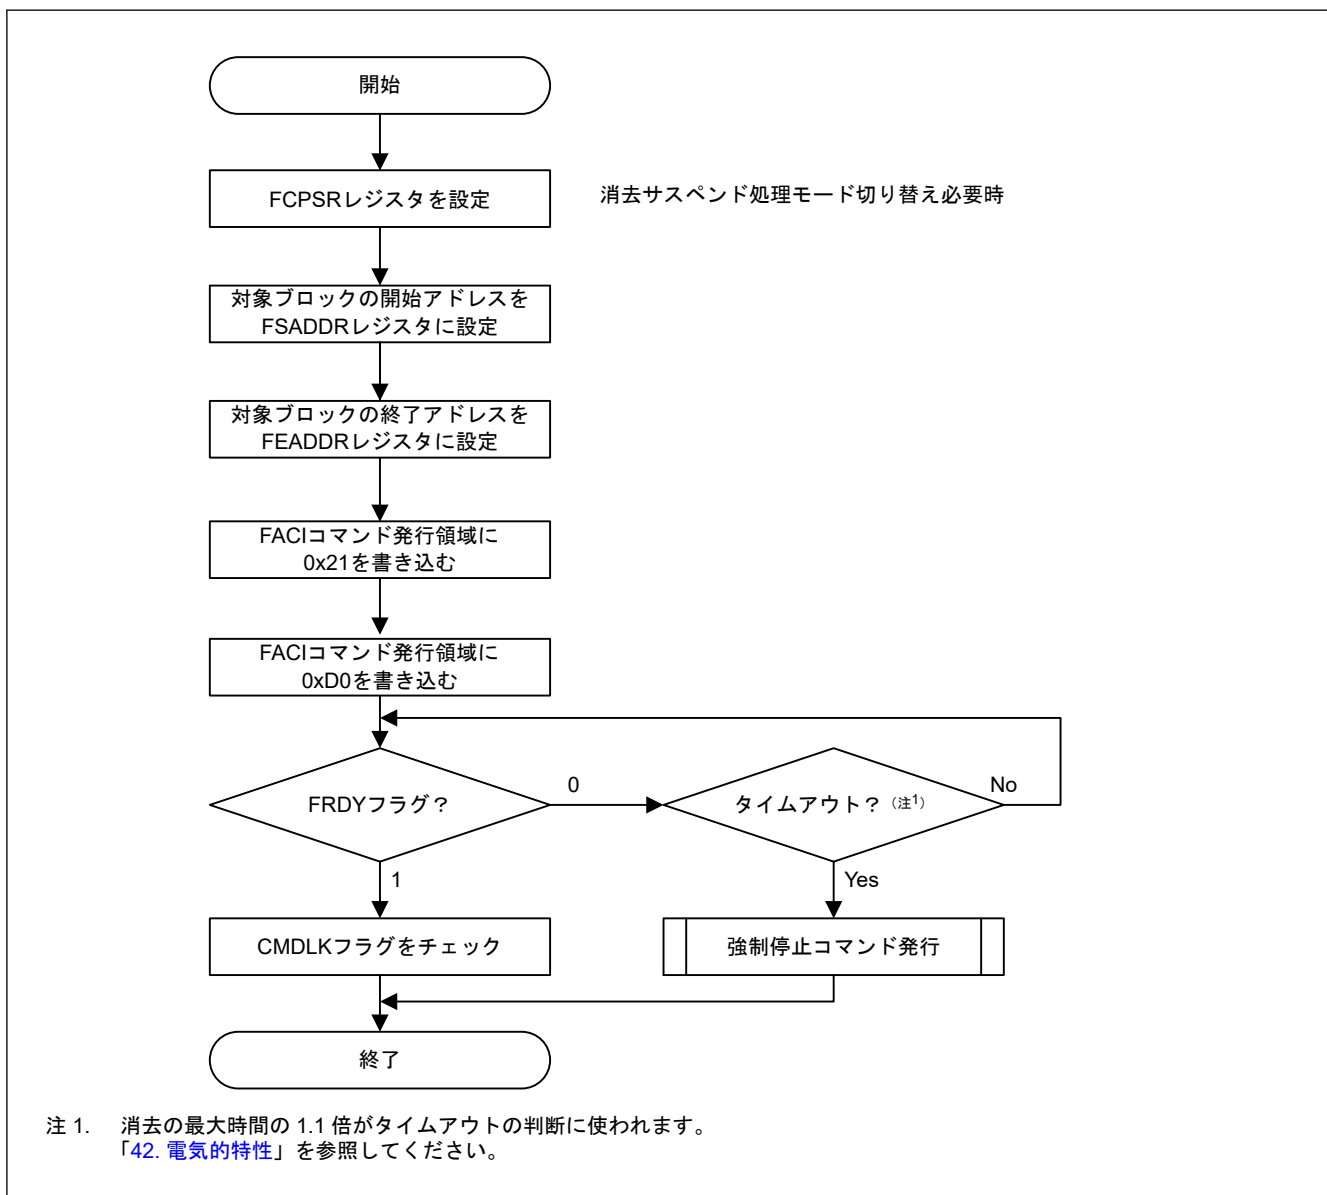 開始
FCPSRレジスタを設定
消去サスペンド処理モード切り替え必要時
対象ブロックの開始アドレスを
FSADDRレジスタに設定
対象ブロックの終了アドレスを
FEADDRレジスタに設定
FACIコマンド発行領域に
0x21を書き込む
FACIコマンド発行領域に
0xD0を書き込む
FRDYフラグ？
0
タイムアウト？（注1）
No
1
Yes
CMDLKフラグをチェック
強制停止コマンド発行
終了
注 1. 消去の最大時間の 1.1 倍がタイムアウトの判断に使われます。
「42. 電気的特性」を参照してください。